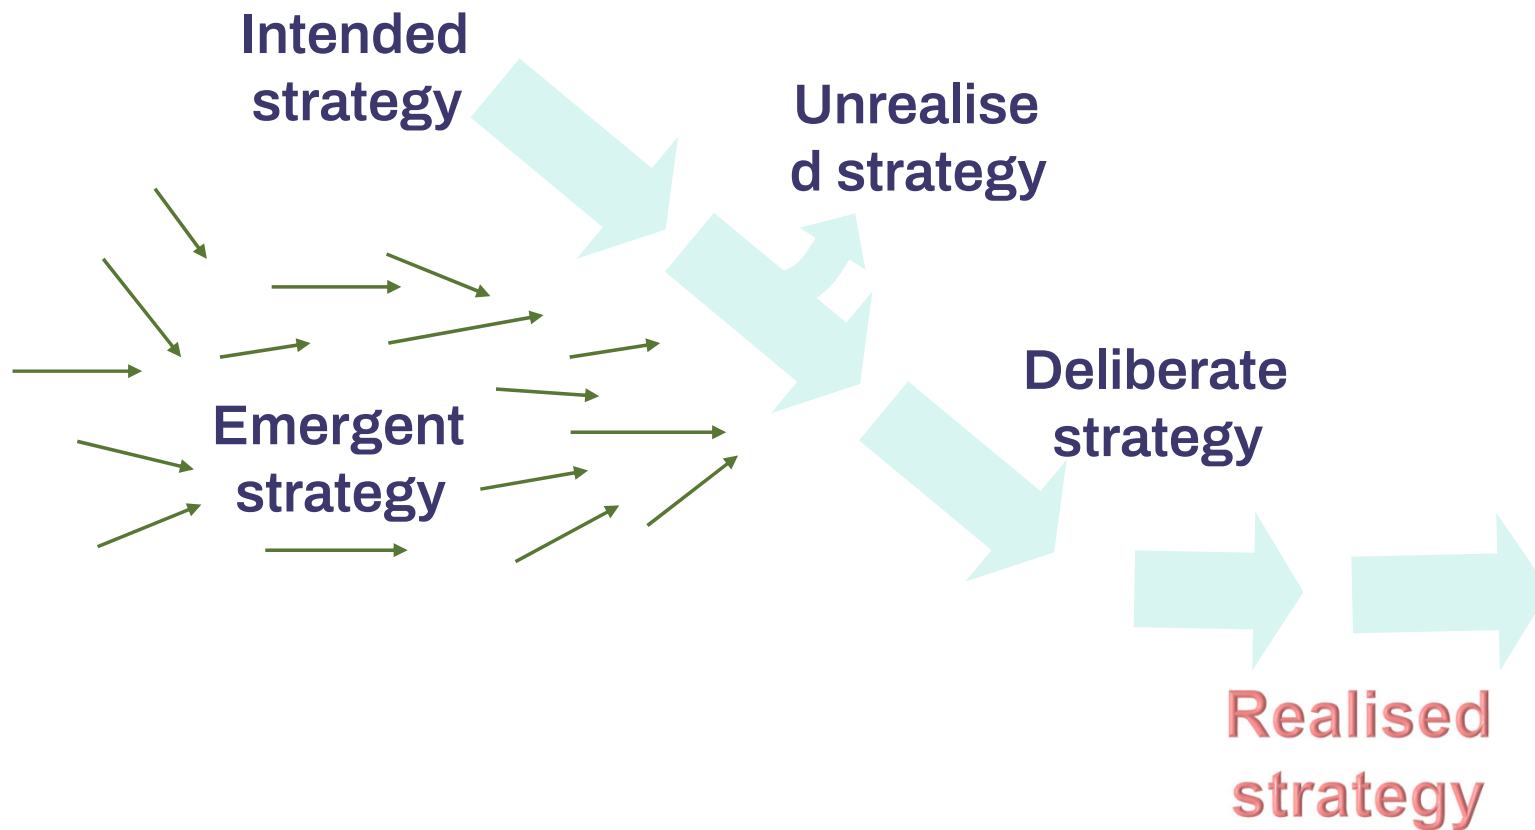 Intended
strategy
Unrealise
d strategy
Deliberate
strategy
Emergent
strategy
Realised
strategy